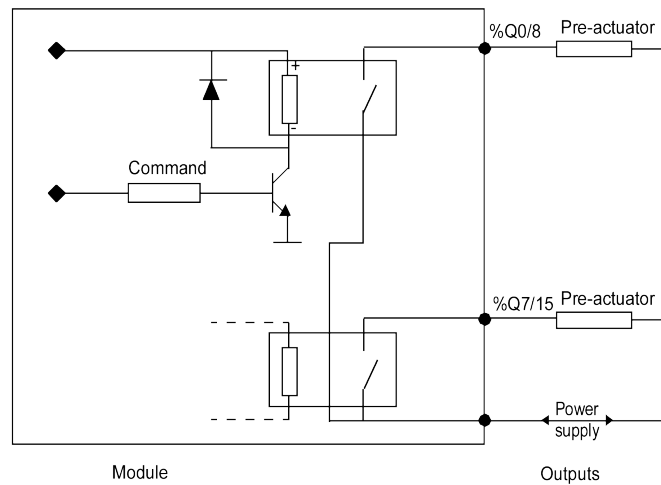 %Q0/8
Pre-actuator
+
-
Command
%Q7/15
Pre-actuator
Power
supply
Module
Outputs